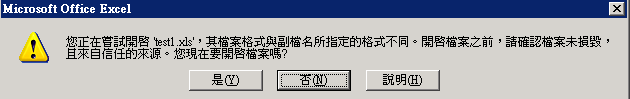 Microsoft Office Excel
您正在嘗試開啓 'test1.xls'，其檔案格式與副檔名所指定的格式不同。開啓檔案之前，請確認檔案未損毀，
且來自信任的來源。您現在要開啓檔案嗎?
是(Y) 否(N) 說明(H)